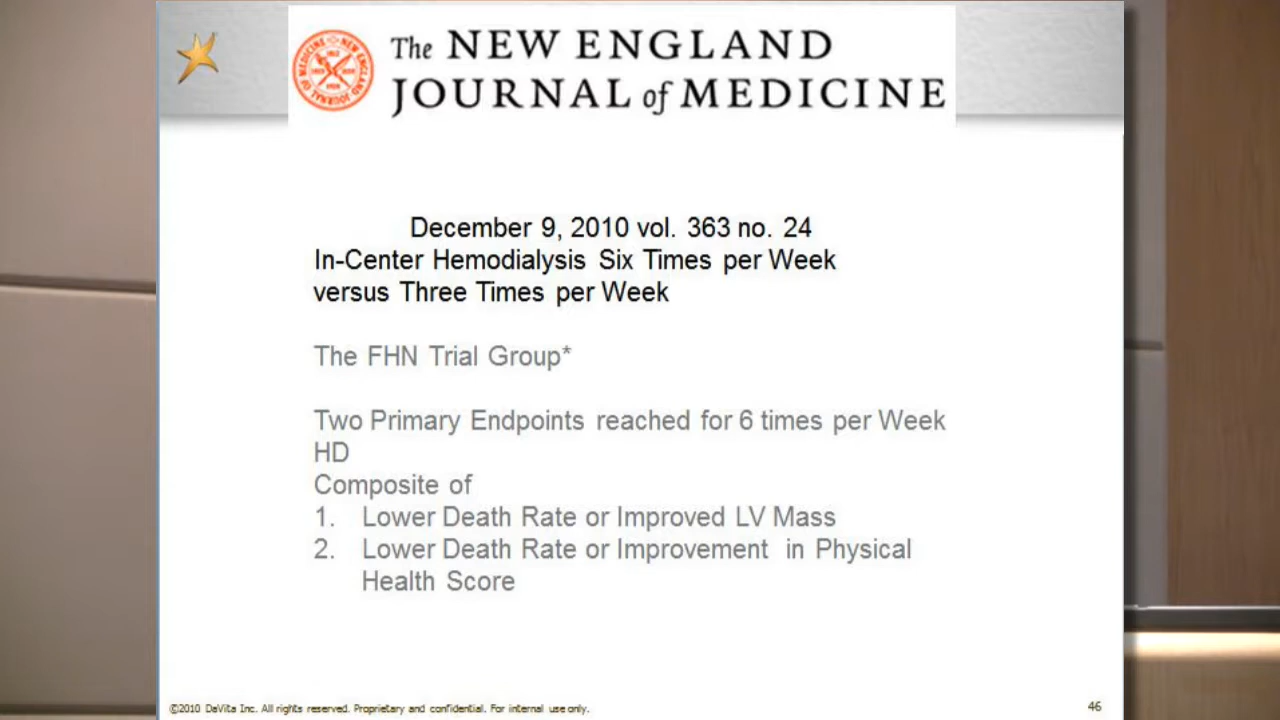 The NEW ENGLAND
JOURNAL of MEDICINE
December 9, 2010 vol. 363 no. 24
In-Center Hemodialysis Six Times per Week
versus Three Times per Week
The FHN Trial Group*
Two Primary Endpoints reached for 6 times per Week
HD
Composite of
1. Lower Death Rate or Improved LV Mass
2. Lower Death Rate or Improvement in Physical
Health Score
©2010 DaVita Inc. All rights reserved. Proprietary and confidential. For internal use only.
46